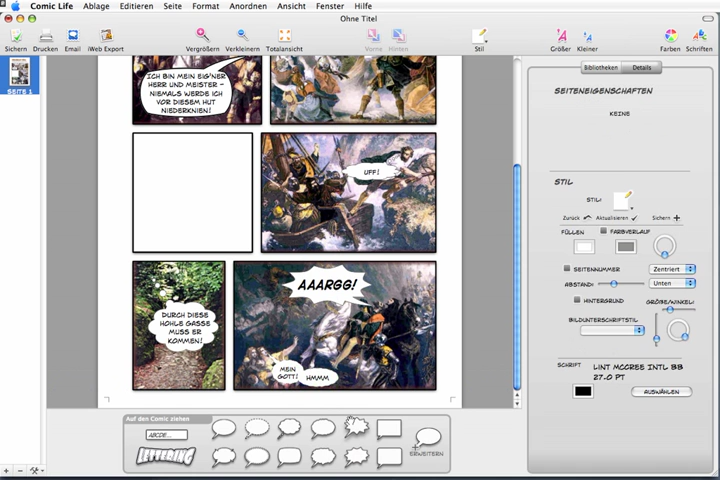 Comic Life Ablage Editieren Seite Format Anordnen Ansicht Fenster Hilfe
Ohne Titel
Sichern Drucken Email iWeb Export Vergrößern Verkleinern Totalansicht Vorne Hinten Stil Größer Kleiner Farben Schriften
Bibliotheken Details
SEITE 1
ICH BIN MEIN EIG'NER
HERR UND MEISTER -
NIEMALS WERDE ICH
VOR DIESEM HUT
NIEDERKNIEN!
UFF!
DURCH DIESE
HOHLE GASSE
MUSS ER
KOMMEN!
AAARGG!
MEIN
GOTT!
HMMM
SEITENEIGENSCHAFTEN
KEINE
STIL
STIL:
Zurück Aktualisieren Sichern
FÜLLEN FARBVERLAUF
SEITENNUMMER Zentriert
ABSTAND: Unten
HINTERGRUND GRÖßE/WINKEL:
BILDUNTERSCHRIFTSTIL
SCHRIFT LINT MCCREE INTL BB
27.0 PT
AUSWÄHLEN
Auf den Comic ziehen
ABCDE...
LETTERING
ERWEITERN